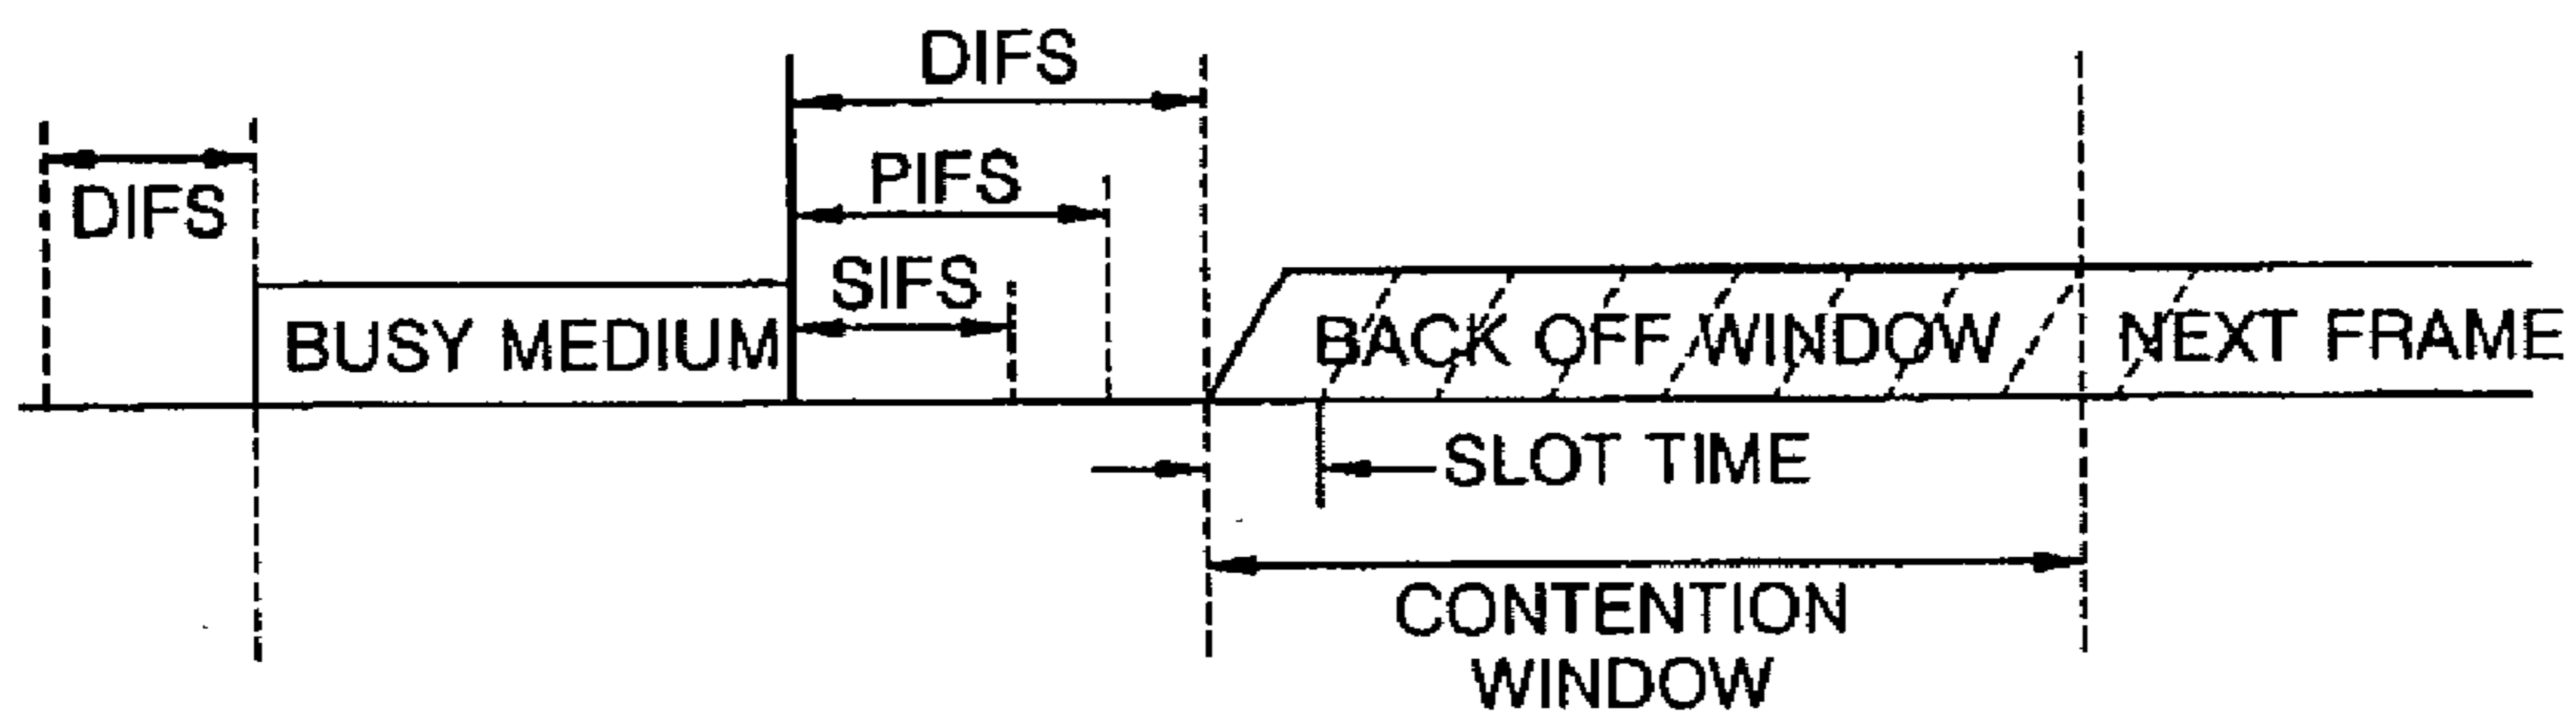 DIFS
DIFS
PIFS
SIFS
BUSY MEDIUM
BACK OFF WINDOW
NEXT FRAME
SLOT TIME
CONTENTION
WINDOW